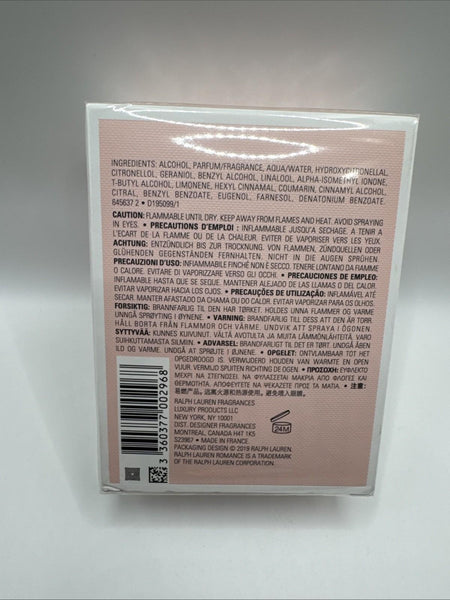 INGREDIENTS: ALCOHOL, PARFUM/FRAGRANCE, AQUA/WATER, HYDROXYCITRONELLAL,
CITRONELLOL, GERANIOL, BENZYL ALCOHOL, LINALOOL, ALPHA-ISOMETHYL IONONE,
T-BUTYL ALCOHOL, LIMONENE, HEXYL CINNAMAL, COUMARIN, CINNAMYL ALCOHOL,
CITRAL, BENZYL BENZOATE, EUGENOL, FARNESOL, DENATONIUM BENZOATE.
845637 2 • D195099/1
CAUTION: FLAMMABLE UNTIL DRY. KEEP AWAY FROM FLAMES AND HEAT. AVOID SPRAYING
IN EYES. • PRECAUTIONS D'EMPLOI : INFLAMMABLE JUSQU'A SECHAGE. A TENIR A
L'ECART DE LA FLAMME OU DE LA CHALEUR. EVITER DE VAPORISER VERS LES YEUX.
ACHTUNG: ENTZÜNDLICH BIS ZUR TROCKNUNG. VON FLAMMEN, ZÜNDQUELLEN ODER
GLÜHENDEN GEGENSTÄNDEN FERNHALTEN. NICHT IN DIE AUGEN SPRÜHEN.
PRECAUZIONI D'USO: INFIAMMABILE FINCHÉ NON È SECCO. TENERE LONTANO DA FIAMME
O CALORE. EVITARE DI VAPORIZZARE VERSO GLI OCCHI. • PRECAUCIONES DE EMPLEO:
INFLAMABLE HASTA QUE SE SEQUE. MANTENER ALEJADO DE LAS LLAMAS O DEL CALOR.
EVITAR VAPORIZAR HACIA LOS OJOS. • PRECAUÇÕES DE UTILIZAÇÃO: INFLAMÁVEL ATÉ
SECAR. MANTER AFASTADO DA CHAMA OU DO CALOR. EVITAR VAPORIZAR PARA OS OLHOS.
FORSIKTIG: BRANNFARLIG TIL DEN HAR TØRKET. HOLDES UNNA FLAMMER OG VARME.
UNNGÅ SPRØYTING I ØYNENE. • VARNING: BRANDFARLIG TILL DESS ATT DEN ÄR TORR.
HÅLL BORTA FRÅN FLAMMOR OCH VÄRME. UNDVIK ATT SPRAYA I ÖGONEN.
SYTTYVÄÄ: KUNNES KUIVUNUT. ÄLÄ ALTISTA TULELLE JA MUITA LÄMMÖNLÄHTEITÄ, VARO
SUIHKUTTAMASTA SILMIIN. • ADVARSEL: BRANDFARLIGT TIL DET ER TØRT. UNDGÅ ÅBEN
ILD OG VARME. UNDGÅ AT SPRØJTE I ØJNENE. • OPGELET: ONTVLAMBAAR TOT HET
OPGEDROOGD IS. VERWIJDERD HOUDEN VAN WARMTE EN OPEN
VUUR. VERMIJD SPUITEN RICHTING DE OGEN. • ΠΡΟΣΟΧΗ: ΕΥΦΛΕΚΤΟ
ΜΕΧΡΙ ΝΑ ΣΤΕΓΝΩΣΕΙ. ΦΥΛΑΣΣΕΤΑΙ ΜΑΚΡΙΑ ΑΠΟ ΦΛΟΓΕΣ ΚΑΙ
ΘΕΡΜΟΤΗΤΑ. ΑΠΟΦΕΥΓΕΤΕ ΝΑ ΨΕΚΑΖΕΤΕ ΠΡΟΣ ΤΑ ΜΑΤΙΑ. • 注意:
易燃产品。远离火源和热源使用。避免喷入眼睛。
RALPH LAUREN FRAGRANCES
LUXURY PRODUCTS LLC
NEW YORK, NY 10001
DIST. DESIGNER FRAGRANCES
MONTREAL, CANADA H4T 1K5
S23967 • MADE IN FRANCE
PACKAGING DESIGN © 2019 RALPH LAUREN.
RALPH LAUREN ROMANCE IS A TRADEMARK
OF THE RALPH LAUREN CORPORATION.
24M
3 360377 002968